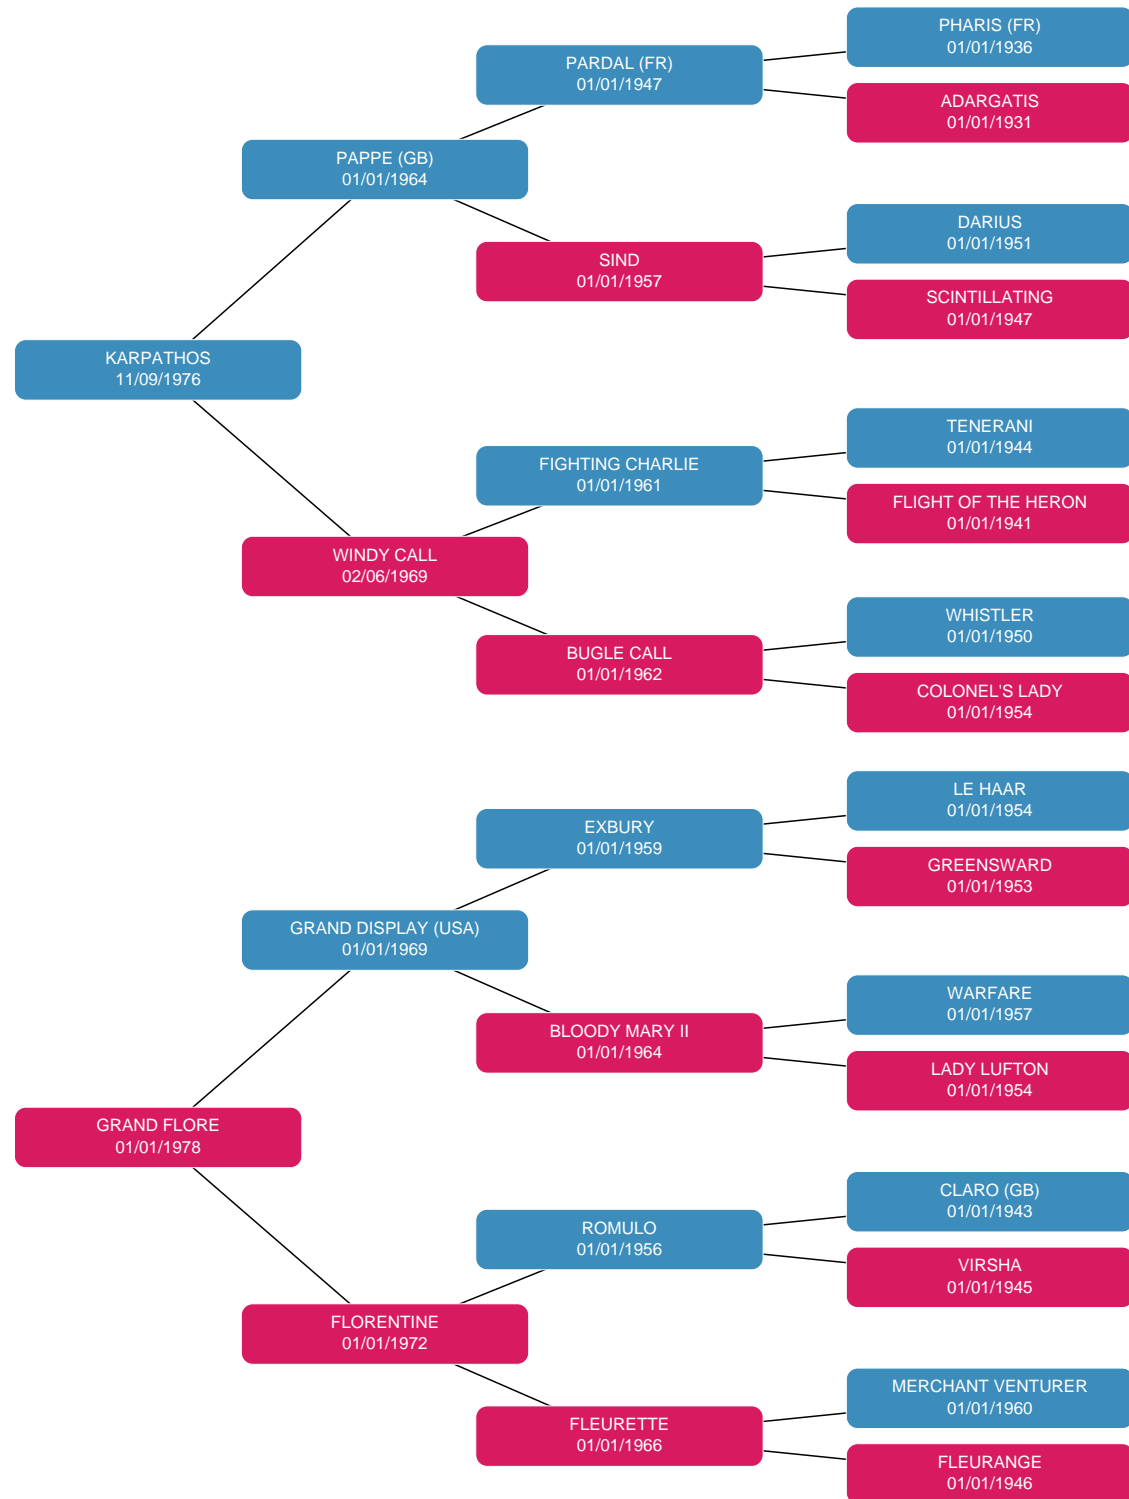 PHARIS (FR)
01/01/1936
PARDAL (FR)
01/01/1947
ADARGATIS
01/01/1931
PAPPE (GB)
01/01/1964
DARIUS
01/01/1951
SIND
01/01/1957
SCINTILLATING
01/01/1947
KARPATHOS
11/09/1976
TENERANI
01/01/1944
FIGHTING CHARLIE
01/01/1961
FLIGHT OF THE HERON
01/01/1941
WINDY CALL
02/06/1969
WHISTLER
01/01/1950
BUGLE CALL
01/01/1962
COLONEL'S LADY
01/01/1954
LE HAAR
01/01/1954
EXBURY
01/01/1959
GREENSWARD
01/01/1953
GRAND DISPLAY (USA)
01/01/1969
WARFARE
01/01/1957
BLOODY MARY II
01/01/1964
LADY LUFTON
01/01/1954
GRAND FLORE
01/01/1978
CLARO (GB)
01/01/1943
ROMULO
01/01/1956
VIRSHA
01/01/1945
FLORENTINE
01/01/1972
MERCHANT VENTURER
01/01/1960
FLEURETTE
01/01/1966
FLEURANGE
01/01/1946